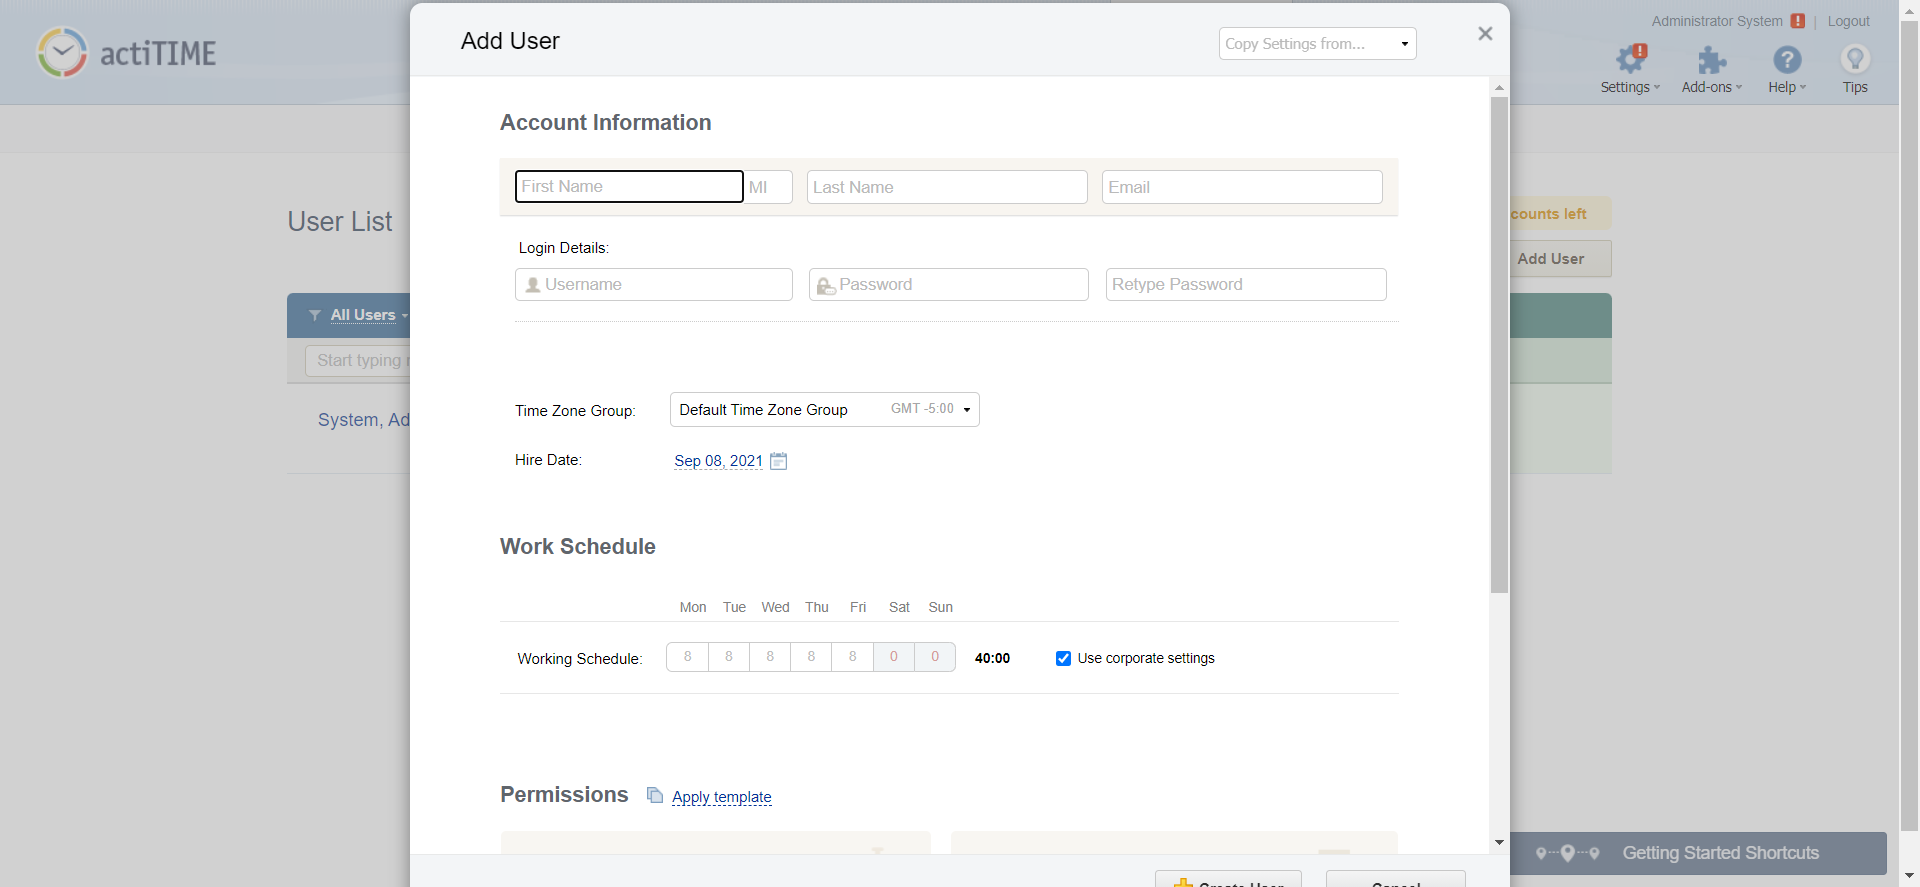 Add User
Copy Settings from...
Administrator System ! | Logout
actiTIME
Settings
Add-ons
Help
Tips
Account Information
First Name
MI
Last Name
Email
User List
counts left
Login Details:
Add User
Username
Password
Retype Password
All Users
Start typing
System, Ad
Time Zone Group:
Default Time Zone Group
GMT -5:00
Hire Date:
Sep 08, 2021
Work Schedule
Mon Tue Wed Thu Fri Sat Sun
Working Schedule:
8 8 8 8 8 0 0
40:00
Use corporate settings
Permissions
Apply template
Getting Started Shortcuts
Create User
Cancel